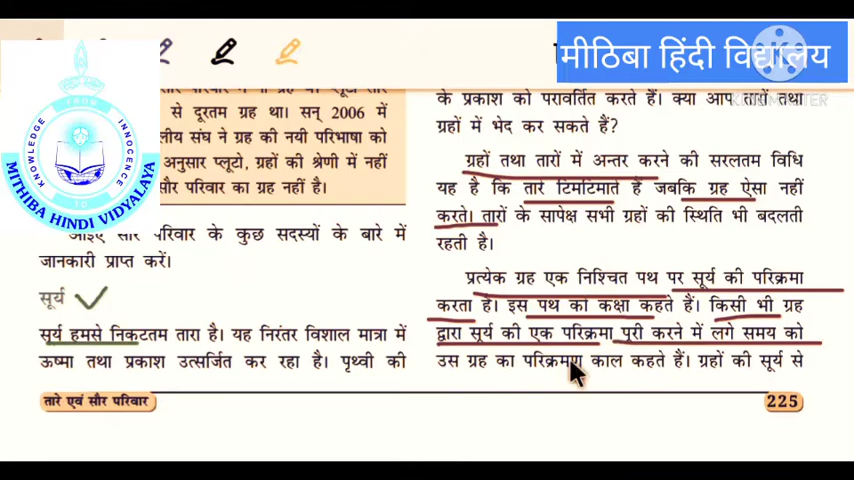 मीठिबा हिंदी विद्यालय
KINEMASTER
FROM
INNOCENCE
KNOWLEDGE
TO
MITHIBA HINDI VIDYALAYA
से दूरतम ग्रह था। सन् 2006 में
लीय संघ ने ग्रह की नयी परिभाषा को
अनुसार प्लूटो, ग्रहों की श्रेणी में नहीं
सौर परिवार का ग्रह नहीं है।
आइए सौर परिवार के कुछ सदस्यों के बारे में
जानकारी प्राप्त करें।
सूर्य
सूर्य हमसे निकटतम तारा है। यह निरंतर विशाल मात्रा में
ऊष्मा तथा प्रकाश उत्सर्जित कर रहा है। पृथ्वी की
के प्रकाश को परावर्तित करते हैं। क्या आप तारों तथा
ग्रहों में भेद कर सकते हैं?
ग्रहों तथा तारों में अन्तर करने की सरलतम विधि
यह है कि तारे टिमटिमाते हैं जबकि ग्रह ऐसा नहीं
करते। तारों के सापेक्ष सभी ग्रहों की स्थिति भी बदलती
रहती है।
प्रत्येक ग्रह एक निश्चित पथ पर सूर्य की परिक्रमा
करता है। इस पथ को कक्षा कहते हैं। किसी भी ग्रह
द्वारा सूर्य की एक परिक्रमा पूरी करने में लगे समय को
उस ग्रह का परिक्रमण काल कहते हैं। ग्रहों की सूर्य से
तारे एवं सौर परिवार
225